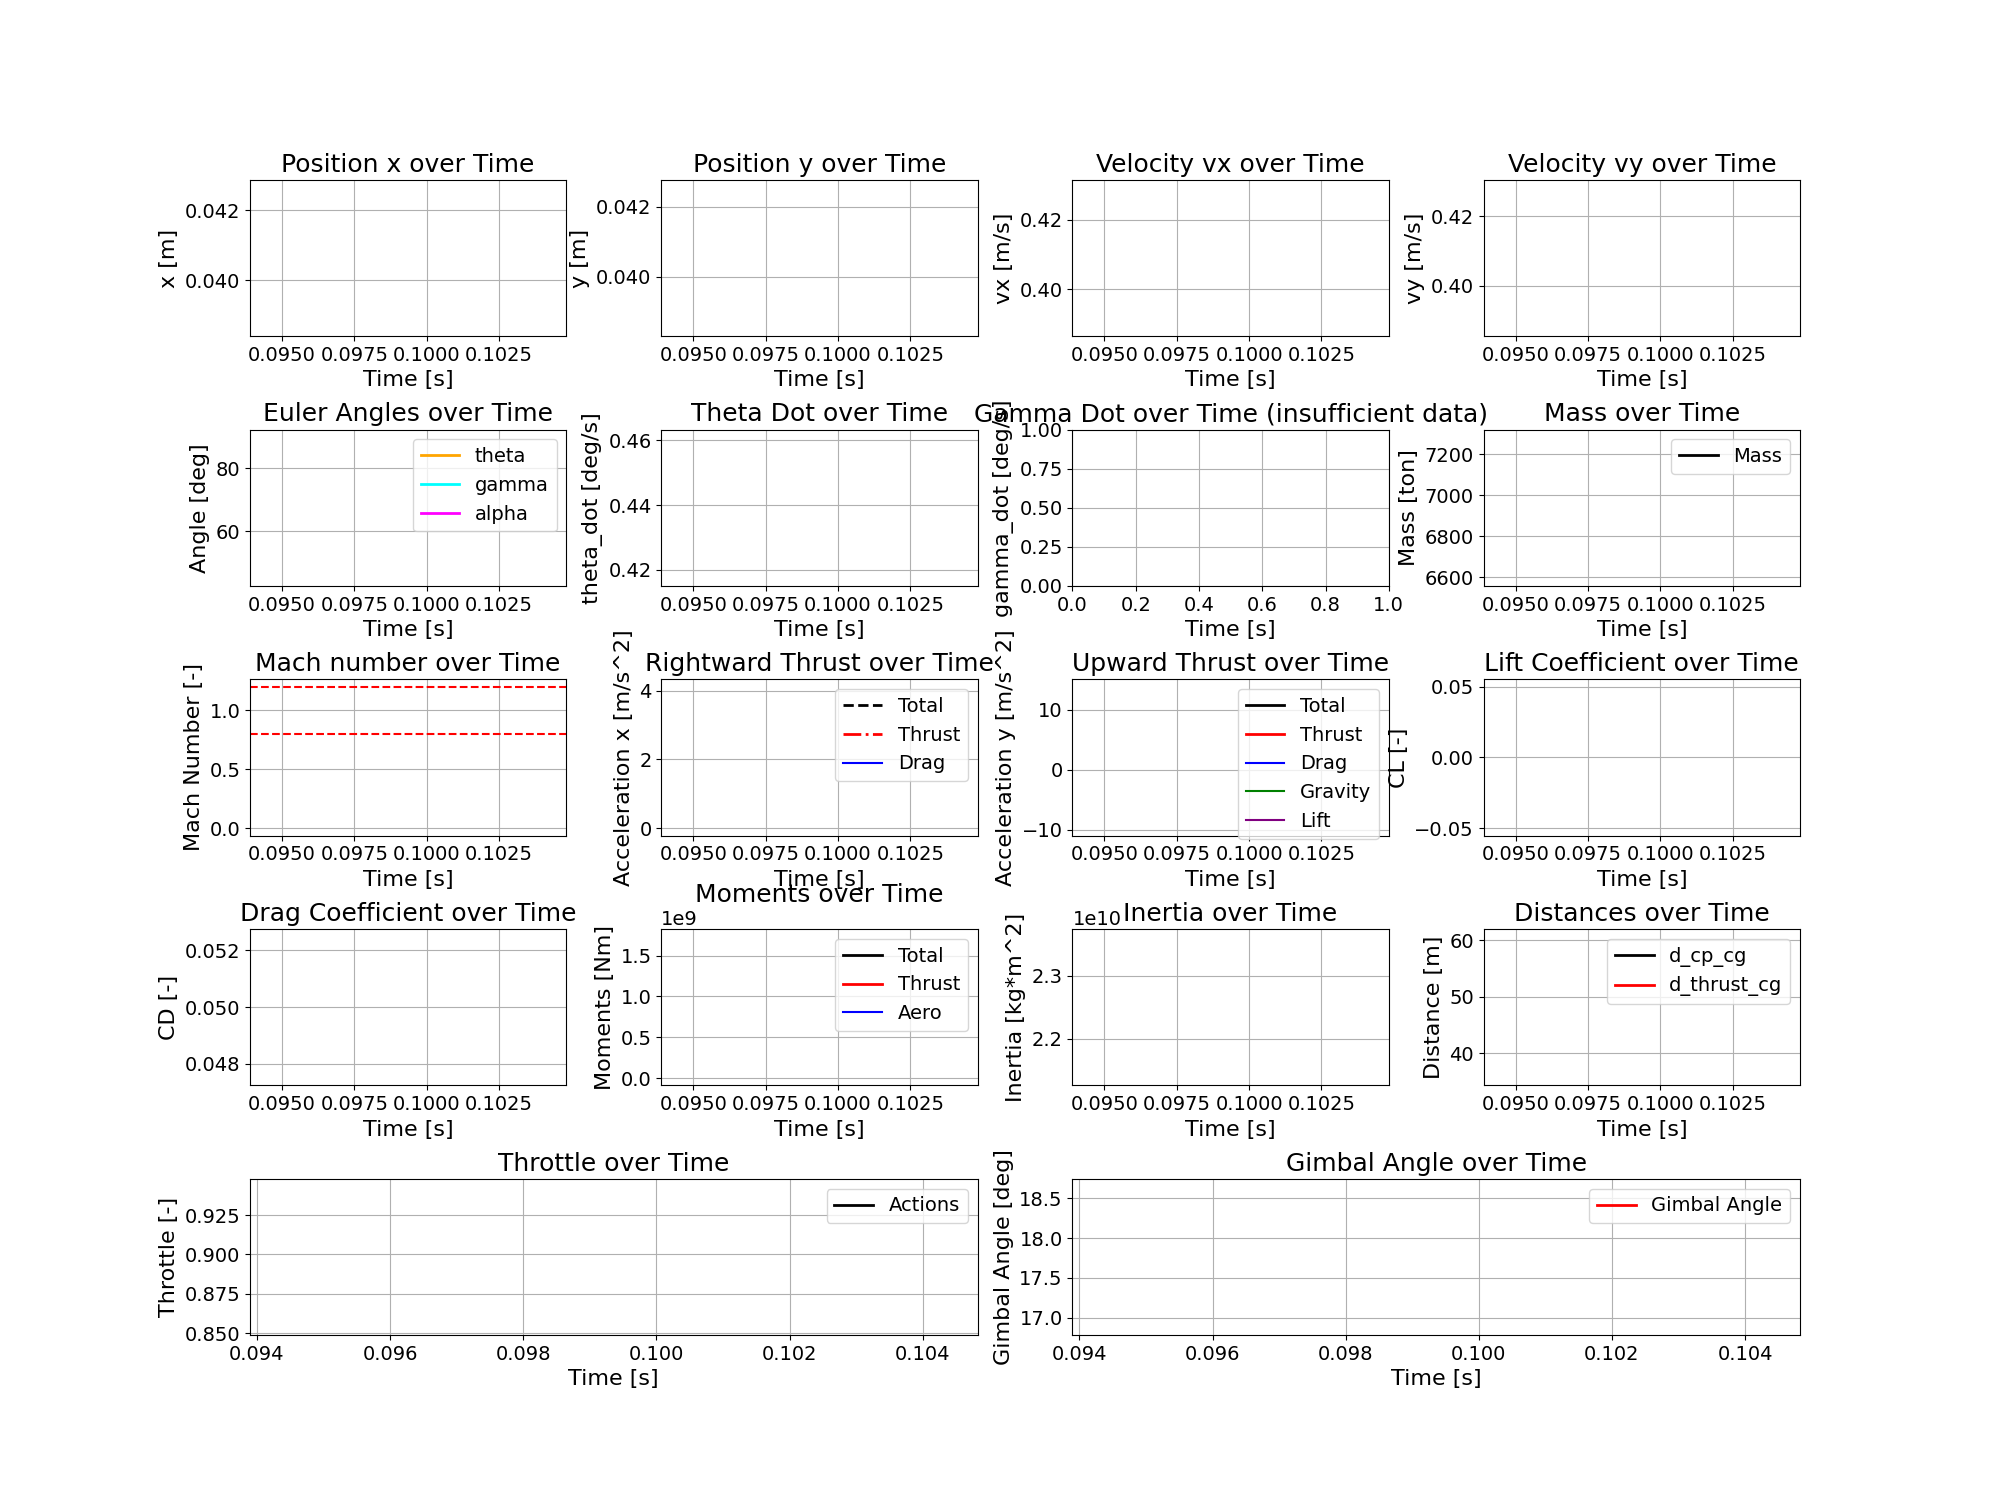 Position x over Time
x [m]
0.042
0.040
0.0950 0.0975 0.1000 0.1025
Time [s]
Position y over Time
y [m]
0.042
0.040
0.0950 0.0975 0.1000 0.1025
Time [s]
Velocity vx over Time
vx [m/s]
0.42
0.40
0.0950 0.0975 0.1000 0.1025
Time [s]
Velocity vy over Time
vy [m/s]
0.42
0.40
0.0950 0.0975 0.1000 0.1025
Time [s]
Euler Angles over Time
Angle [deg]
80
60
theta
gamma
alpha
0.0950 0.0975 0.1000 0.1025
Time [s]
Theta Dot over Time
theta_dot [deg/s]
0.46
0.44
0.42
0.0950 0.0975 0.1000 0.1025
Time [s]
Gamma Dot over Time (insufficient data)
gamma_dot [deg/s]
1.00
0.75
0.50
0.25
0.00
0.0 0.2 0.4 0.6 0.8 1.0
Time [s]
Mass over Time
Mass [ton]
7200
7000
6800
6600
Mass
0.0950 0.0975 0.1000 0.1025
Time [s]
Mach number over Time
Mach Number [-]
1.0
0.5
0.0
0.0950 0.0975 0.1000 0.1025
Time [s]
Rightward Thrust over Time
Acceleration x [m/s^2]
4
2
0
Total
Thrust
Drag
0.0950 0.0975 0.1000 0.1025
Time [s]
Upward Thrust over Time
Acceleration y [m/s^2]
10
0
−10
Total
Thrust
Drag
Gravity
Lift
0.0950 0.0975 0.1000 0.1025
Time [s]
Lift Coefficient over Time
CL [-]
0.05
0.00
−0.05
0.0950 0.0975 0.1000 0.1025
Time [s]
Drag Coefficient over Time
CD [-]
0.052
0.050
0.048
0.0950 0.0975 0.1000 0.1025
Time [s]
Moments over Time
1e9
Moments [Nm]
1.5
1.0
0.5
0.0
Total
Thrust
Aero
0.0950 0.0975 0.1000 0.1025
Time [s]
Inertia over Time
1e10
Inertia [kg*m^2]
2.3
2.2
0.0950 0.0975 0.1000 0.1025
Time [s]
Distances over Time
Distance [m]
60
50
40
d_cp_cg
d_thrust_cg
0.0950 0.0975 0.1000 0.1025
Time [s]
Throttle over Time
Throttle [-]
0.925
0.900
0.875
0.850
Actions
0.094 0.096 0.098 0.100 0.102 0.104
Time [s]
Gimbal Angle over Time
Gimbal Angle [deg]
18.5
18.0
17.5
17.0
Gimbal Angle
0.094 0.096 0.098 0.100 0.102 0.104
Time [s]